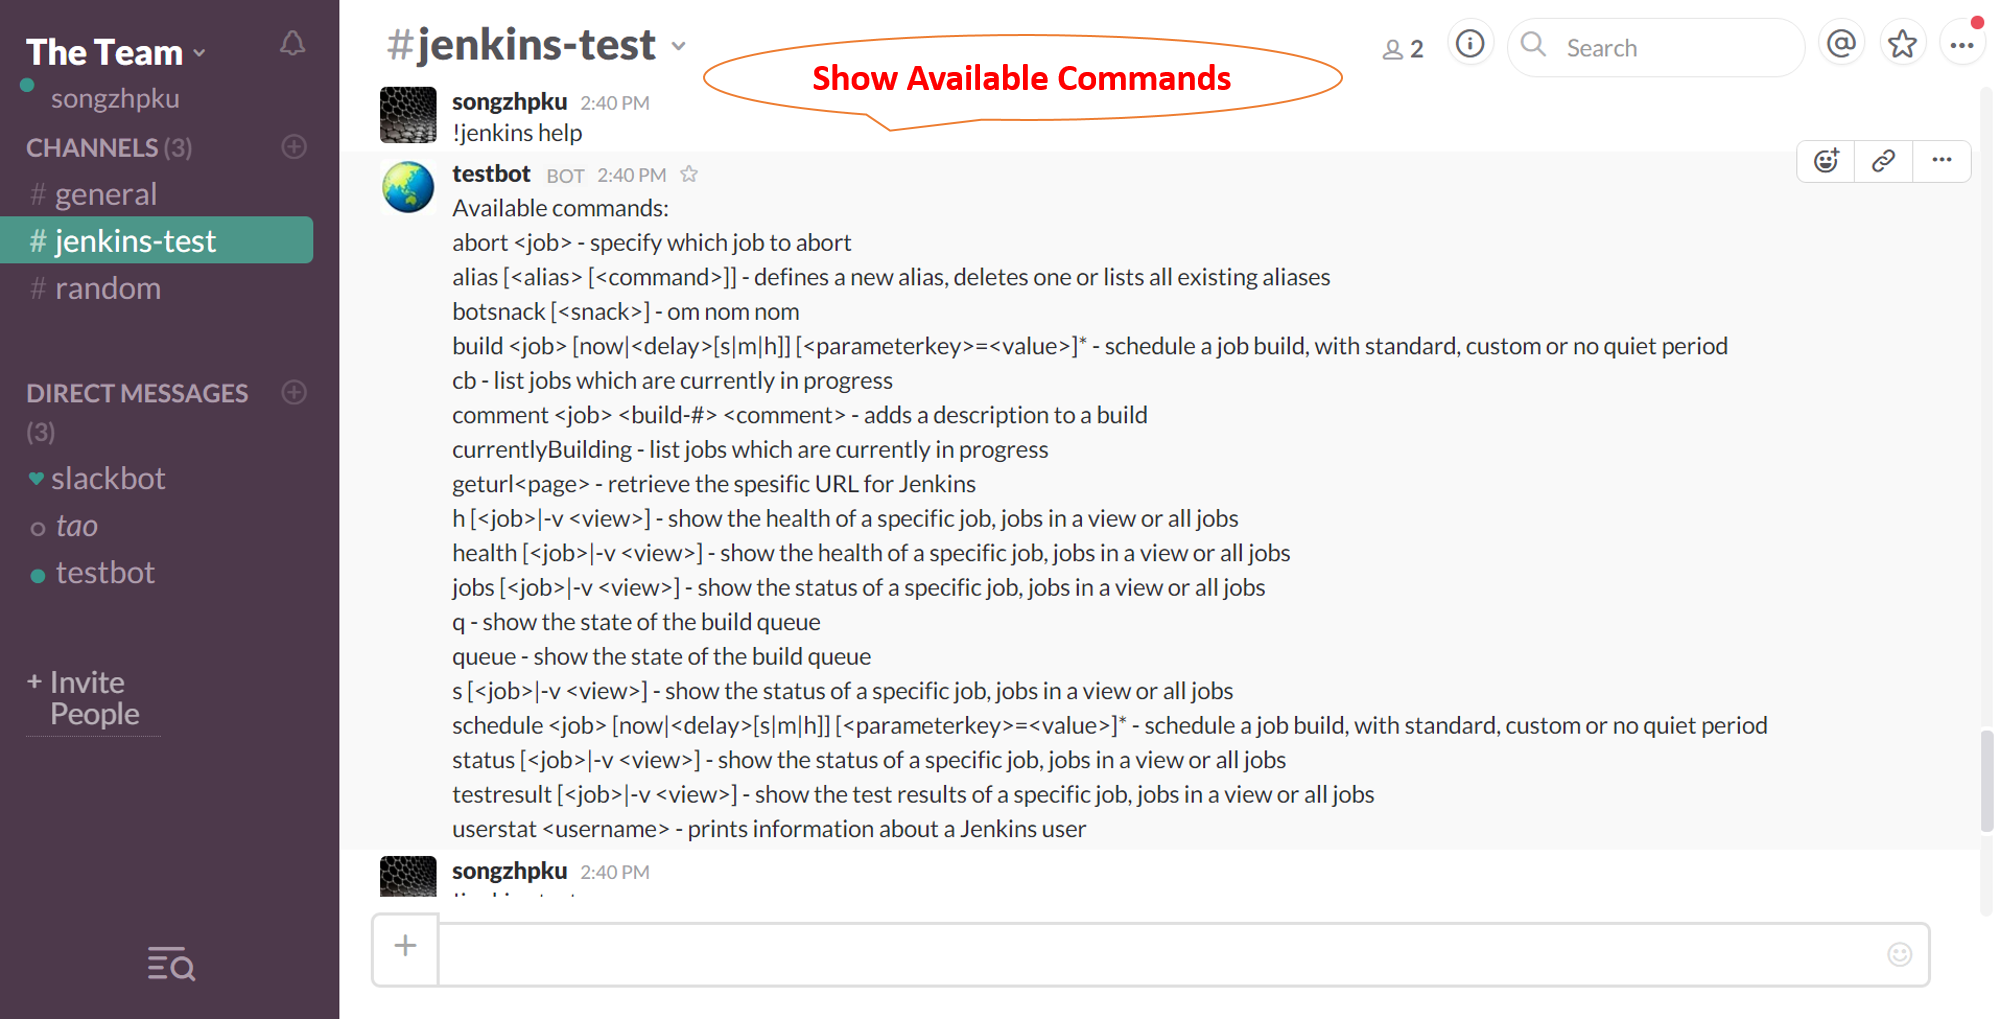 The Team
songzhpku
CHANNELS (3)
# general
# jenkins-test
# random
DIRECT MESSAGES
(3)
slackbot
tao
testbot
+ Invite
People
#jenkins-test
2
Search
Show Available Commands
songzhpku 2:40 PM
!jenkins help
testbot BOT 2:40 PM
Available commands:
abort <job> - specify which job to abort
alias [<alias> [<command>]] - defines a new alias, deletes one or lists all existing aliases
botsnack [<snack>] - om nom nom
build <job> [now|<delay>[s|m|h]] [<parameterkey>=<value>]* - schedule a job build, with standard, custom or no quiet period
cb - list jobs which are currently in progress
comment <job> <build-#> <comment> - adds a description to a build
currentlyBuilding - list jobs which are currently in progress
geturl<page> - retrieve the spesific URL for Jenkins
h [<job>|-v <view>] - show the health of a specific job, jobs in a view or all jobs
health [<job>|-v <view>] - show the health of a specific job, jobs in a view or all jobs
jobs [<job>|-v <view>] - show the status of a specific job, jobs in a view or all jobs
q - show the state of the build queue
queue - show the state of the build queue
s [<job>|-v <view>] - show the status of a specific job, jobs in a view or all jobs
schedule <job> [now|<delay>[s|m|h]] [<parameterkey>=<value>]* - schedule a job build, with standard, custom or no quiet period
status [<job>|-v <view>] - show the status of a specific job, jobs in a view or all jobs
testresult [<job>|-v <view>] - show the test results of a specific job, jobs in a view or all jobs
userstat <username> - prints information about a Jenkins user
songzhpku 2:40 PM